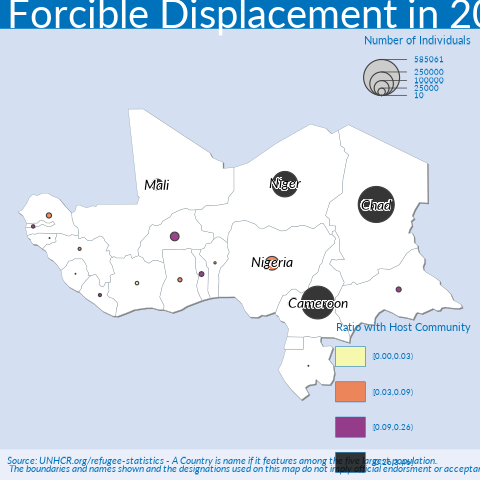 Forcible Displacement in 20
Number of Individuals
585061
250000
100000
25000
10
Mali
Niger
Chad
Nigeria
Cameroon
Ratio with Host Community
[0.00,0.03)
[0.03,0.09)
[0.09,0.26)
Source: UNHCR.org/refugee-statistics - A Country is name if it features among the five largest population.
The boundaries and names shown and the designations used on this map do not imply official endorsement or